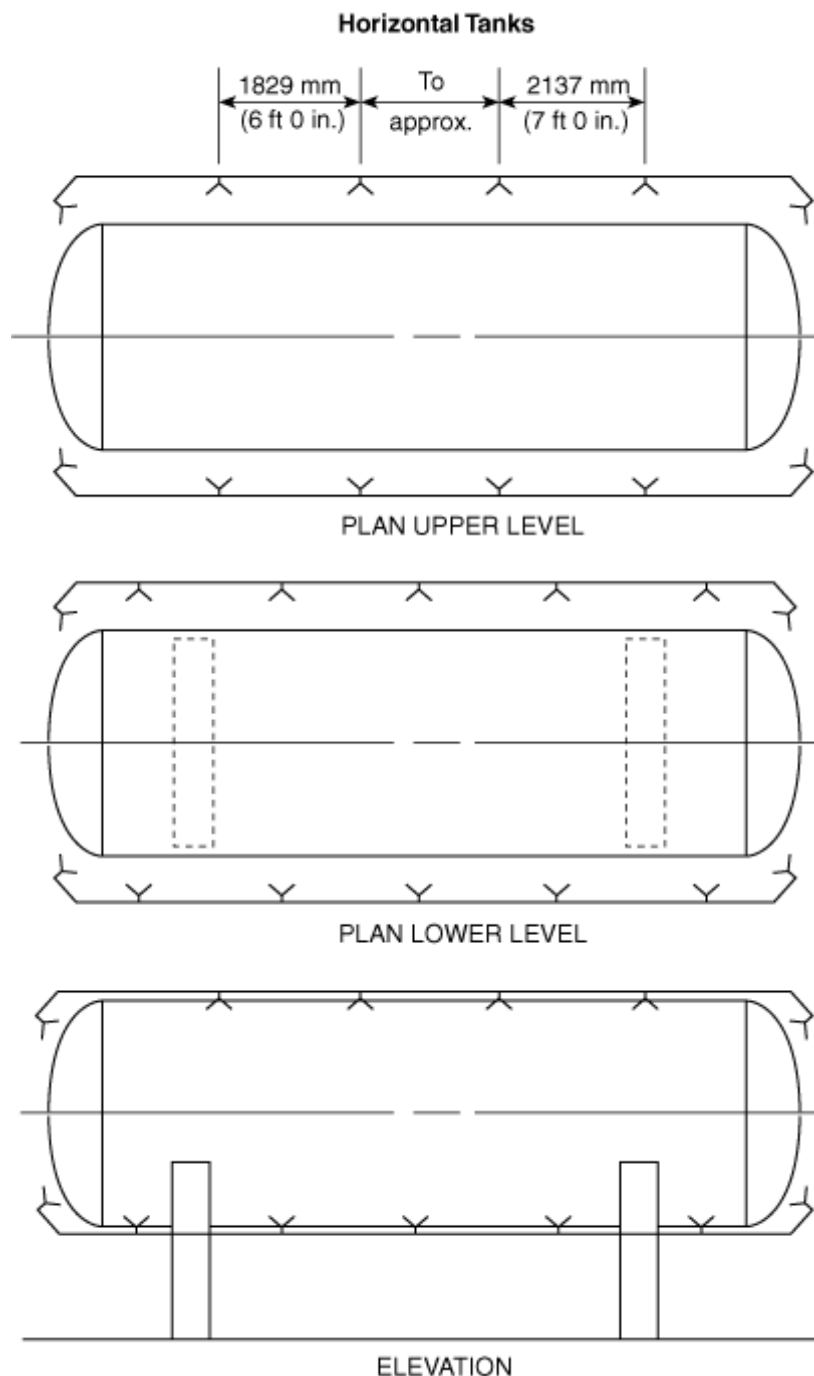 Horizontal Tanks
1829 mm To 2137 mm
(6 ft 0 in.) approx. (7 ft 0 in.)
PLAN UPPER LEVEL
PLAN LOWER LEVEL
ELEVATION